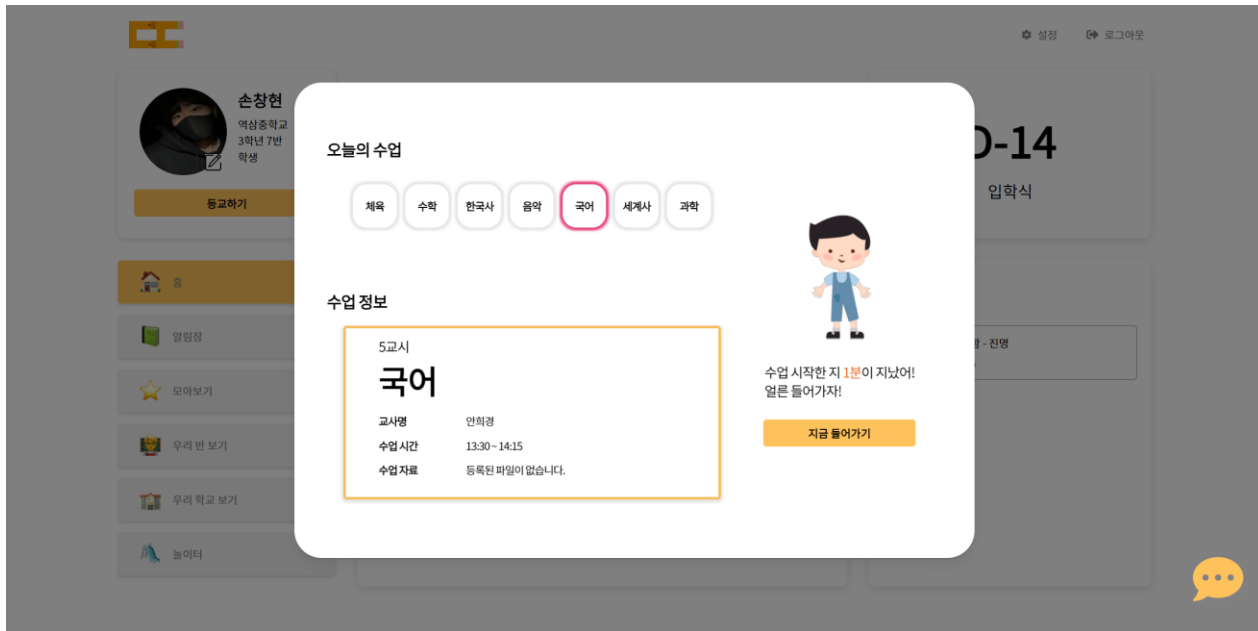 설정 로그아웃
손창현
역삼중학교
3학년 7반
학생
등교하기
홈
알림장
모아보기
우리 반 보기
우리 학교 보기
놀이터
오늘의 수업
체육 수학 한국사 음악 국어 세계사 과학
수업 정보
5교시
국어
교사명 안희경
수업 시간 13:30 ~ 14:15
수업 자료 등록된 파일이 없습니다.
수업 시작한 지 1분이 지났어!
얼른 들어가자!
지금 들어가기
-14
입학식
- 진명